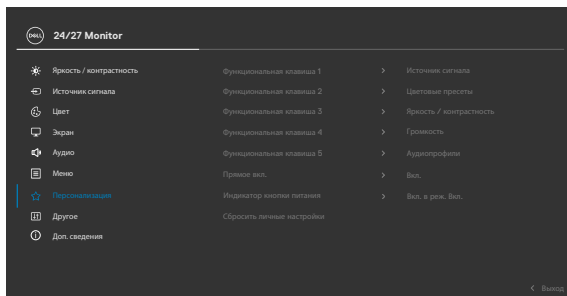 DELL 24/27 Monitor
Яркость / контрастность Функциональная клавиша 1 > Источник сигнала
Источник сигнала Функциональная клавиша 2 > Цветовые пресеты
Цвет Функциональная клавиша 3 > Яркость / контрастность
Экран Функциональная клавиша 4 > Громкость
Аудио Функциональная клавиша 5 > Аудиопрофили
Меню Прямое вкл. > Вкл.
Персонализация Индикатор кнопки питания > Вкл. в реж. Вкл.
Другое Сбросить личные настройки
Доп. сведения
< Выход